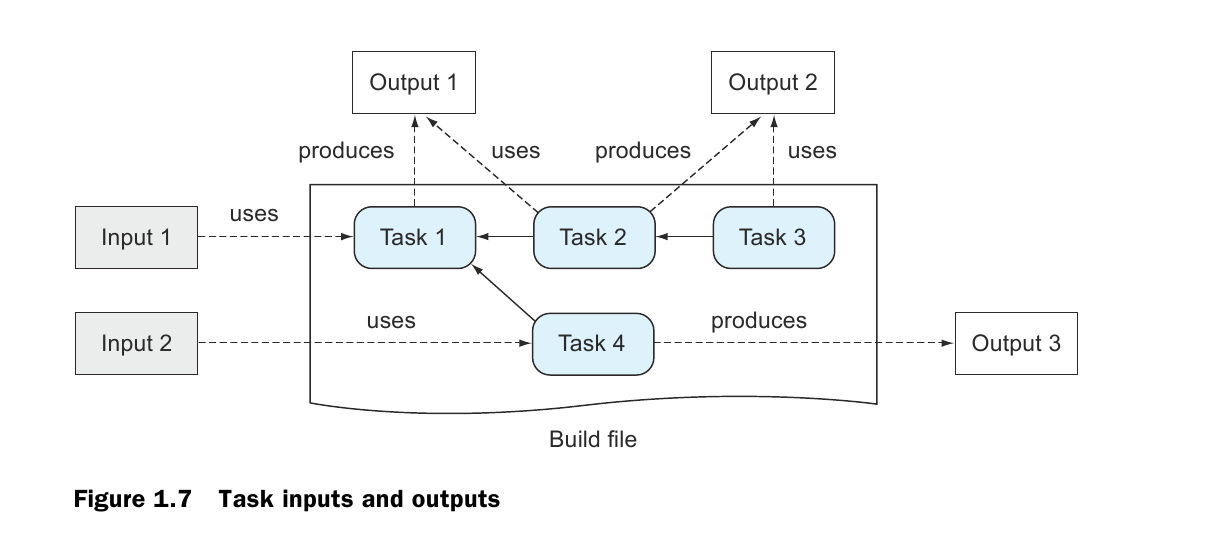 Output 1
Output 2
produces
uses
produces
uses
Input 1
uses
Task 1
Task 2
Task 3
Input 2
uses
Task 4
produces
Output 3
Build file
Figure 1.7 Task inputs and outputs